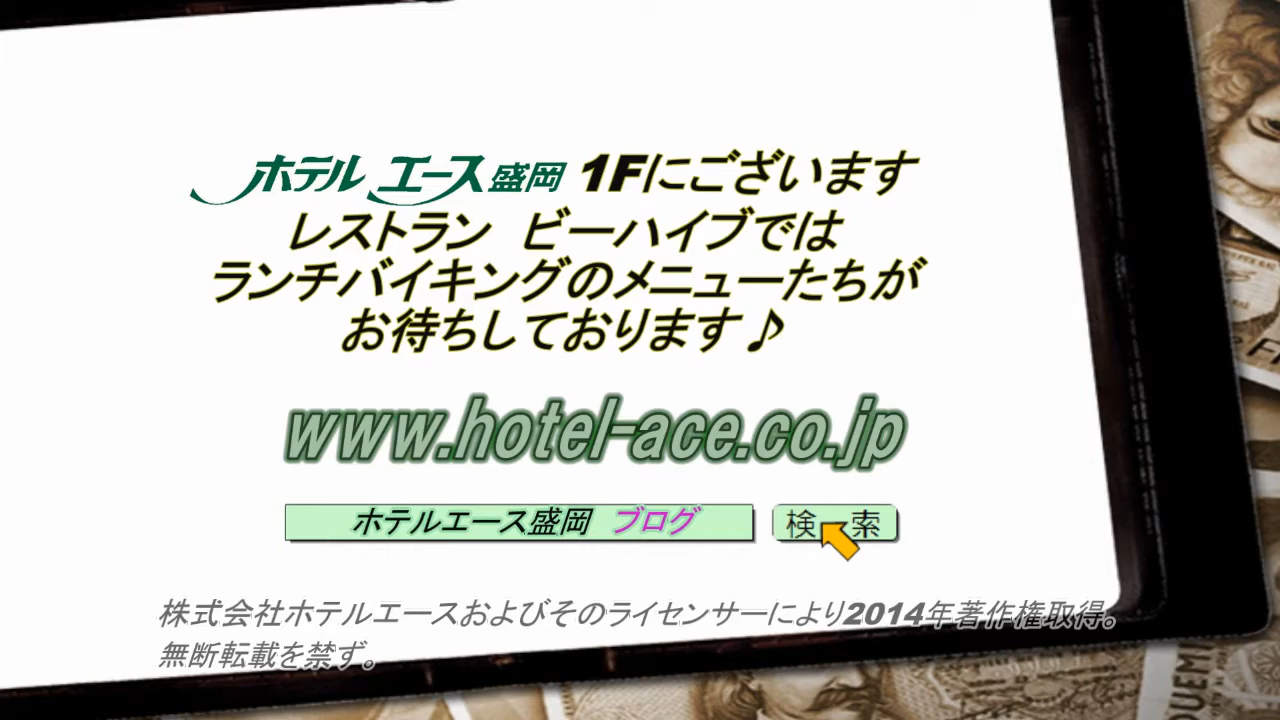 ホテル エース盛岡 1Fにございます
レストラン ビーハイブでは
ランチバイキングのメニューたちが
お待ちしております♪
www.hotel-ace.co.jp
ホテルエース盛岡 ブログ 検 索
株式会社ホテルエースおよびそのライセンサーにより2014年著作権取得。
無断転載を禁ず。